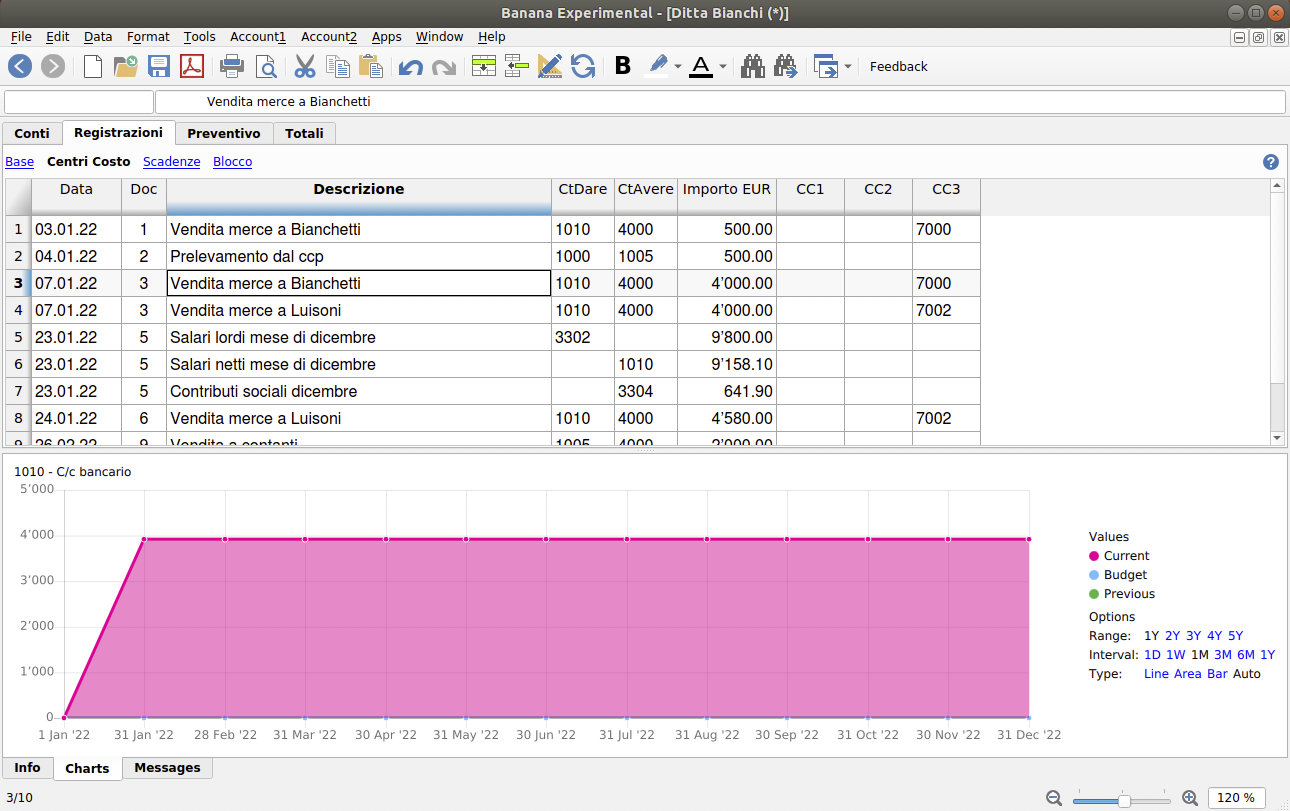 Banana Experimental - [Ditta Bianchi (*)]
File Edit Data Format Tools Account1 Account2 Apps Window Help
B A Feedback
Vendita merce a Bianchetti
Conti Registrazioni Preventivo Totali
Base Centri Costo Scadenze Blocco ?
Data Doc Descrizione CtDare CtAvere Importo EUR CC1 CC2 CC3
1 03.01.22 1 Vendita merce a Bianchetti 1010 4000 500.00 7000
2 04.01.22 2 Prelevamento dal ccp 1000 1005 500.00
3 07.01.22 3 Vendita merce a Bianchetti 1010 4000 4’000.00 7000
4 07.01.22 3 Vendita merce a Luisoni 1010 4000 4’000.00 7002
5 23.01.22 5 Salari lordi mese di dicembre 3302 9’800.00
6 23.01.22 5 Salari netti mese di dicembre 1010 9’158.10
7 23.01.22 5 Contributi sociali dicembre 3304 641.90
8 24.01.22 6 Vendita merce a Luisoni 1010 4000 4’580.00 7002
9 26.02.22 9 Vendita a contanti 1005 4000 2’000.00
1010 - C/c bancario
5’000
4’000
3’000
2’000
1’000
0
1 Jan '22 31 Jan '22 28 Feb '22 31 Mar '22 30 Apr '22 31 May '22 30 Jun '22 31 Jul '22 31 Aug '22 30 Sep '22 31 Oct '22 30 Nov '22 31 Dec '22
Values
Current
Budget
Previous
Options
Range: 1Y 2Y 3Y 4Y 5Y
Interval: 1D 1W 1M 3M 6M 1Y
Type: Line Area Bar Auto
Info Charts Messages
3/10 120 %